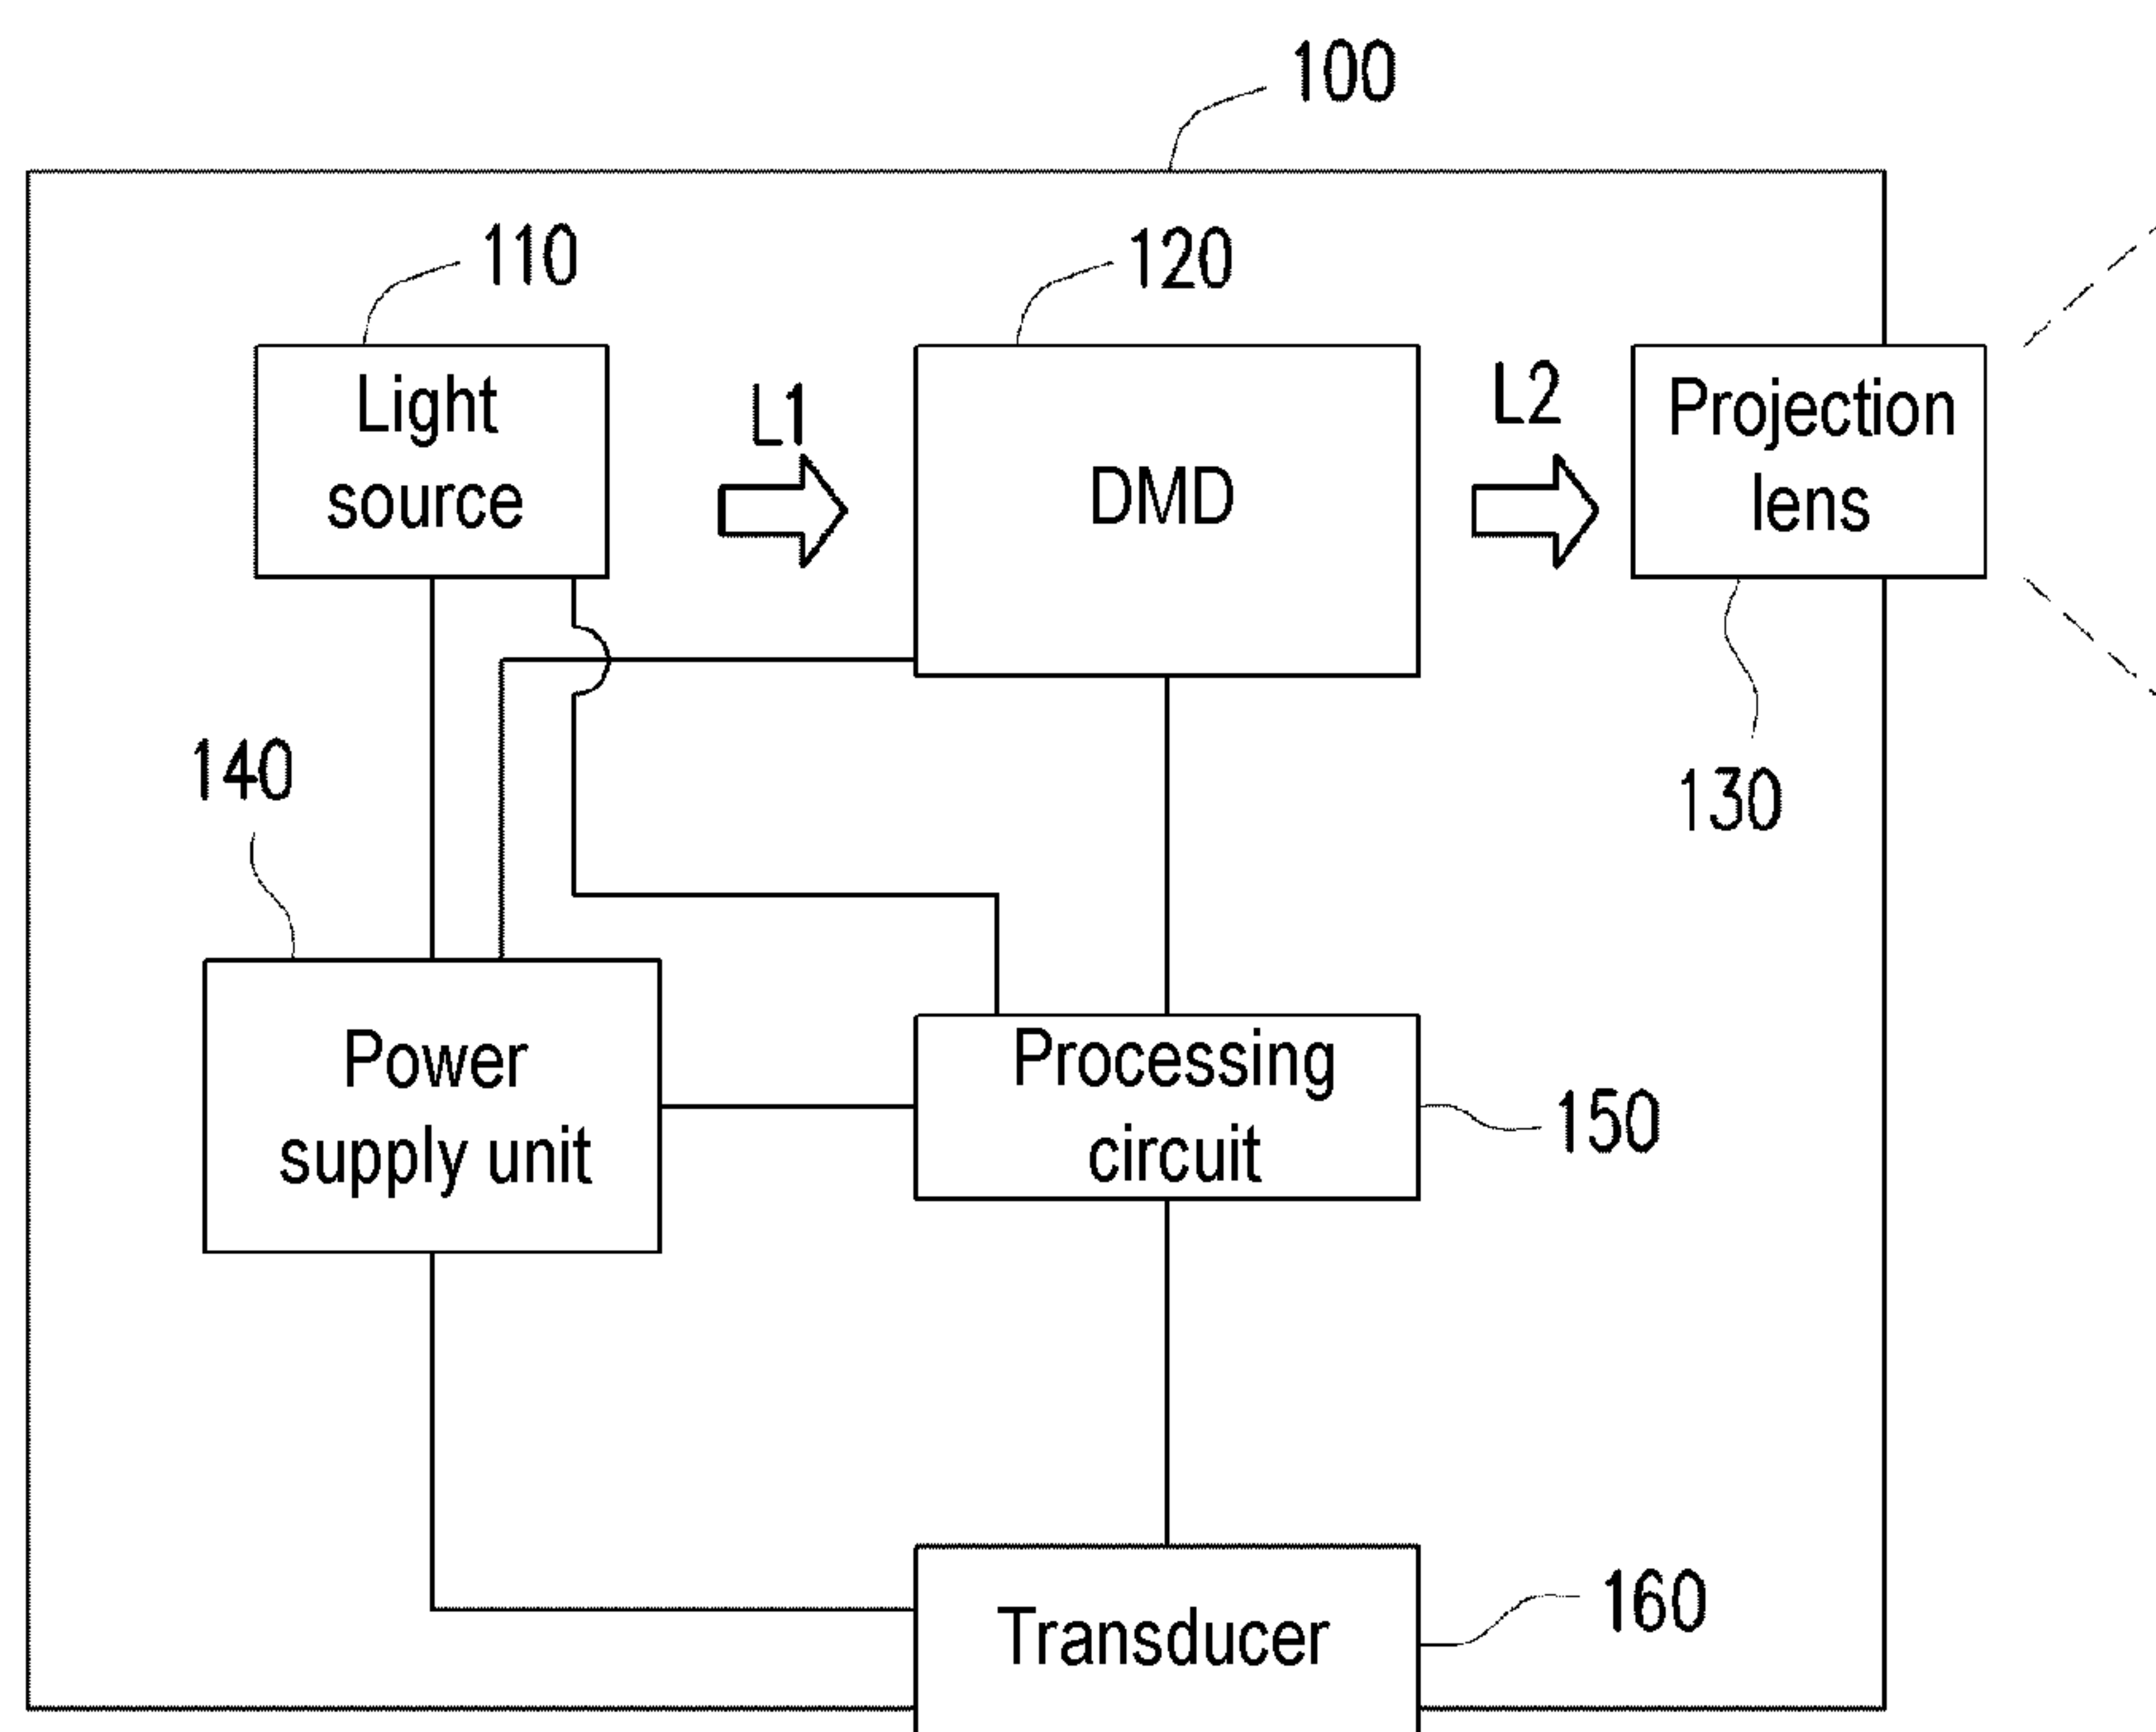 100
110
120
Light
source
L1
DMD
L2
Projection
lens
140
130
Power
supply unit
Processing
circuit
150
160
Transducer